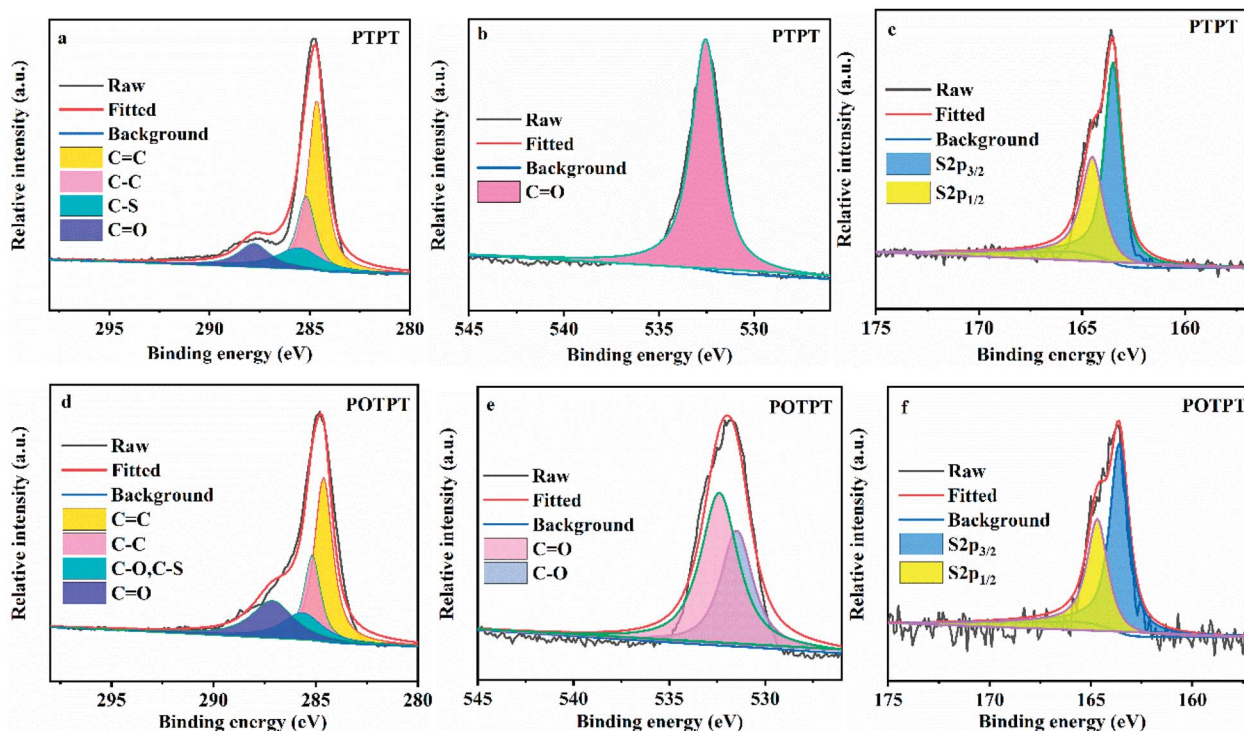 a
PTPT
Raw
Fitted
Background
C=C
C-C
C-S
C=O
Relative intensity (a.u.)
295
290
285
280
Binding energy (eV)
b
PTPT
Raw
Fitted
Background
C=O
Relative intensity (a.u.)
545
540
535
530
Binding energy (eV)
c
PTPT
Raw
Fitted
Background
S2p3/2
S2p1/2
Relative intensity (a.u.)
175
170
165
160
Binding energy (eV)
d
POTPT
Raw
Fitted
Background
C=C
C-C
C-O,C-S
C=O
Relative intensity (a.u.)
295
290
285
280
Binding energy (eV)
e
POTPT
Raw
Fitted
Background
C=O
C-O
Relative intensity (a.u.)
545
540
535
530
Binding energy (eV)
f
POTPT
Raw
Fitted
Background
S2p3/2
S2p1/2
Relative intensity (a.u.)
175
170
165
160
Binding energy (eV)